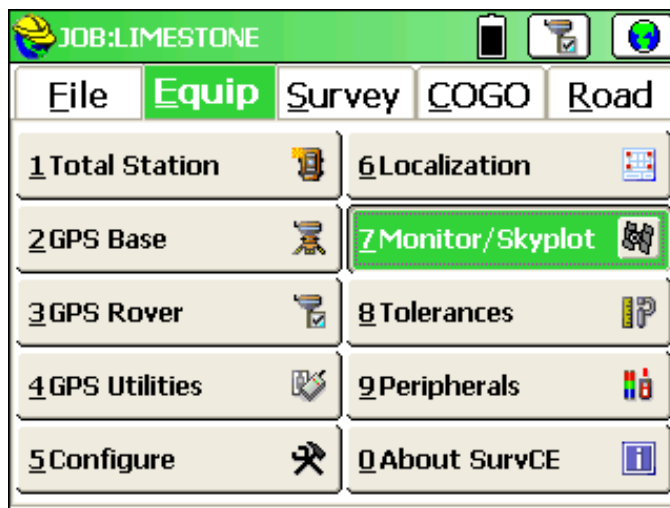 JOB:LIMESTONE
File Equip Survey COGO Road
1 Total Station
6 Localization
2 GPS Base
7 Monitor/Skyplot
3 GPS Rover
8 Tolerances
4 GPS Utilities
9 Peripherals
5 Configure
0 About SurvCE
i